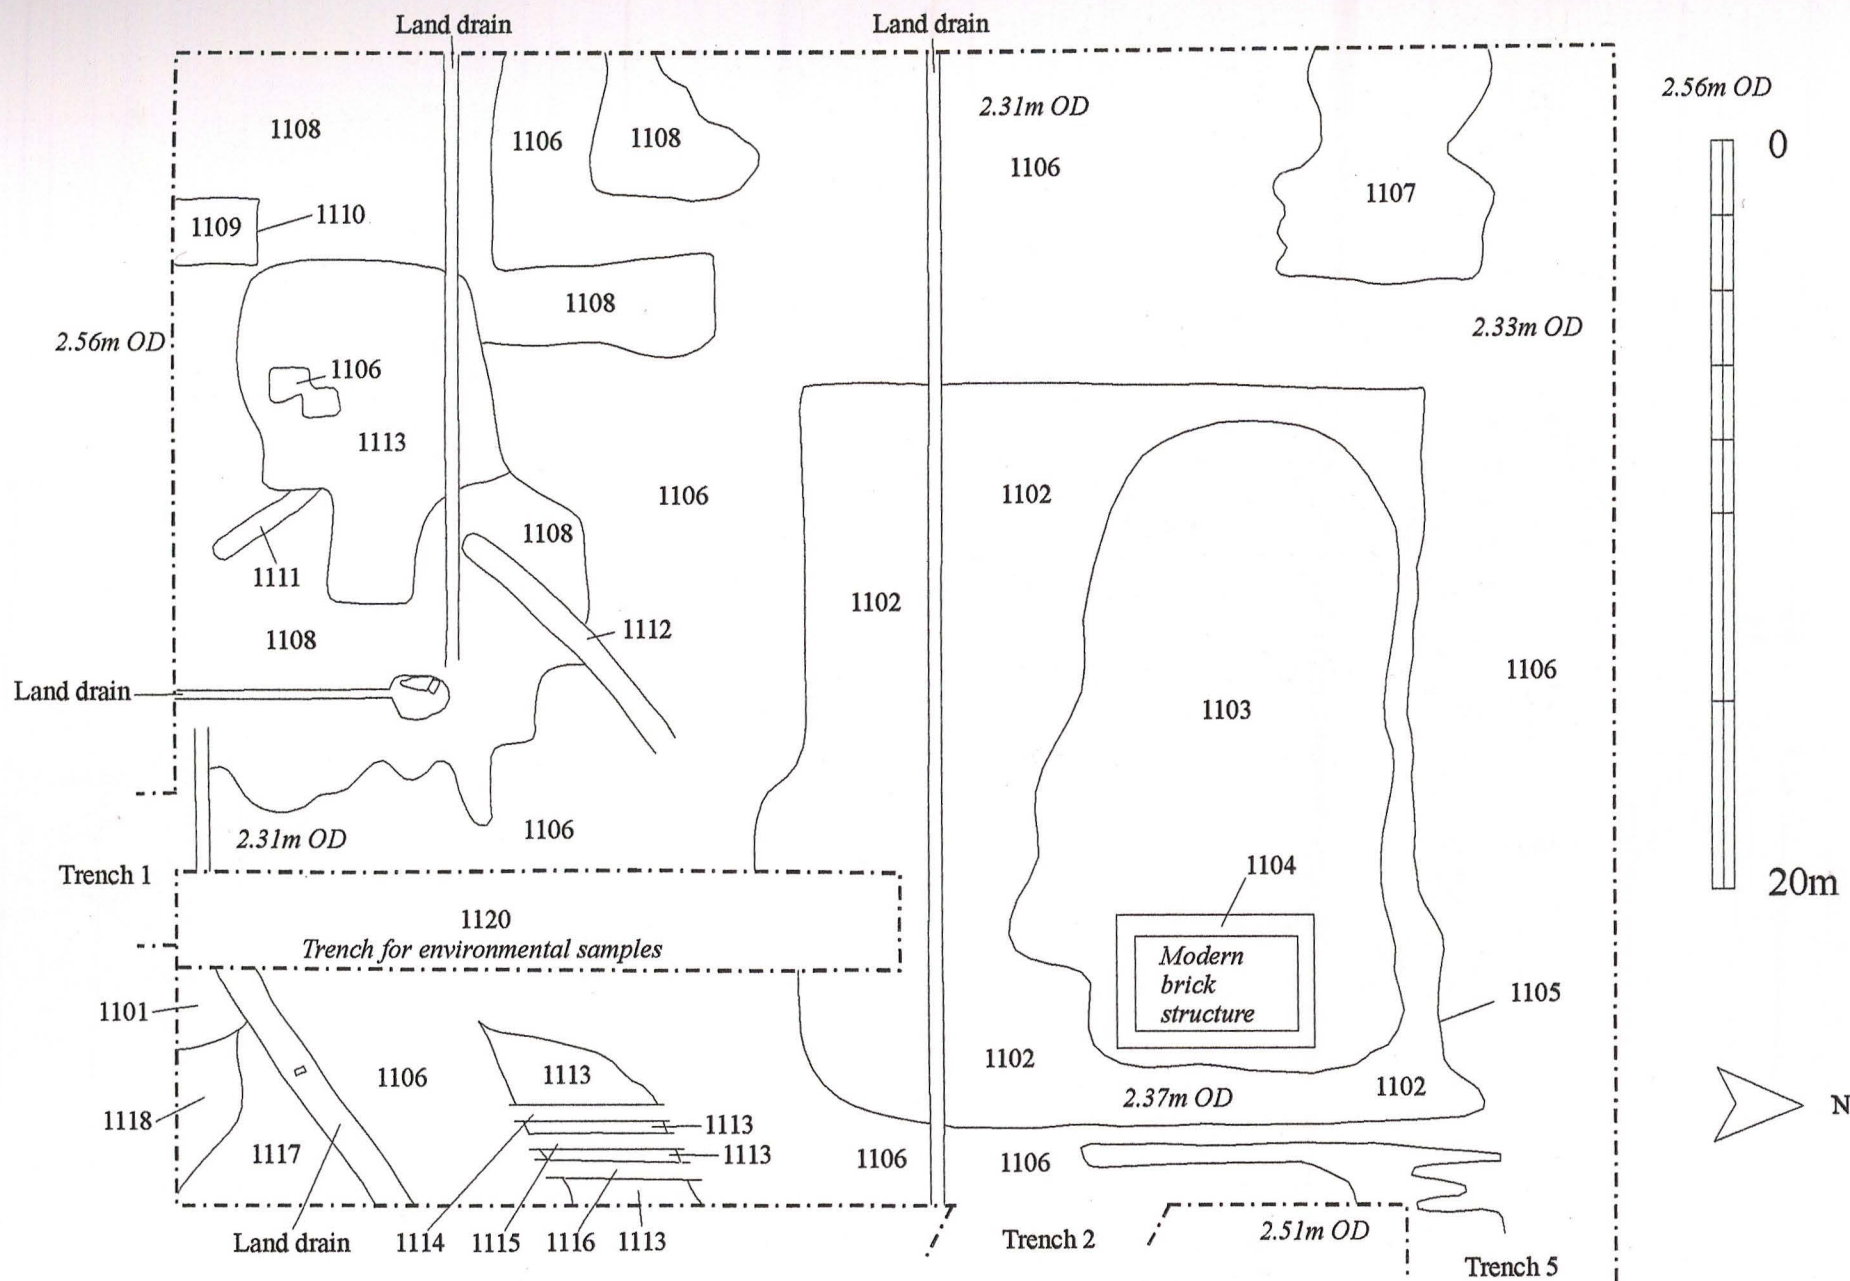 Land drain
Land drain
2.56m OD
2.31m OD
0
1108
1106
1108
1106
1107
1109
1110
1108
2.33m OD
2.56m OD
1106
1113
1106
1102
1108
1111
1102
1112
1108
1106
Land drain
1103
1106
2.31m OD
1104
Trench 1
20m
1120
Trench for environmental samples
Modern
brick
structure
1105
1101
1102
1106
1113
1102
2.37m OD
N
1118
1113
1117
1113
1106
1106
Land drain
1114
1115
1116
1113
Trench 2
2.51m OD
Trench 5